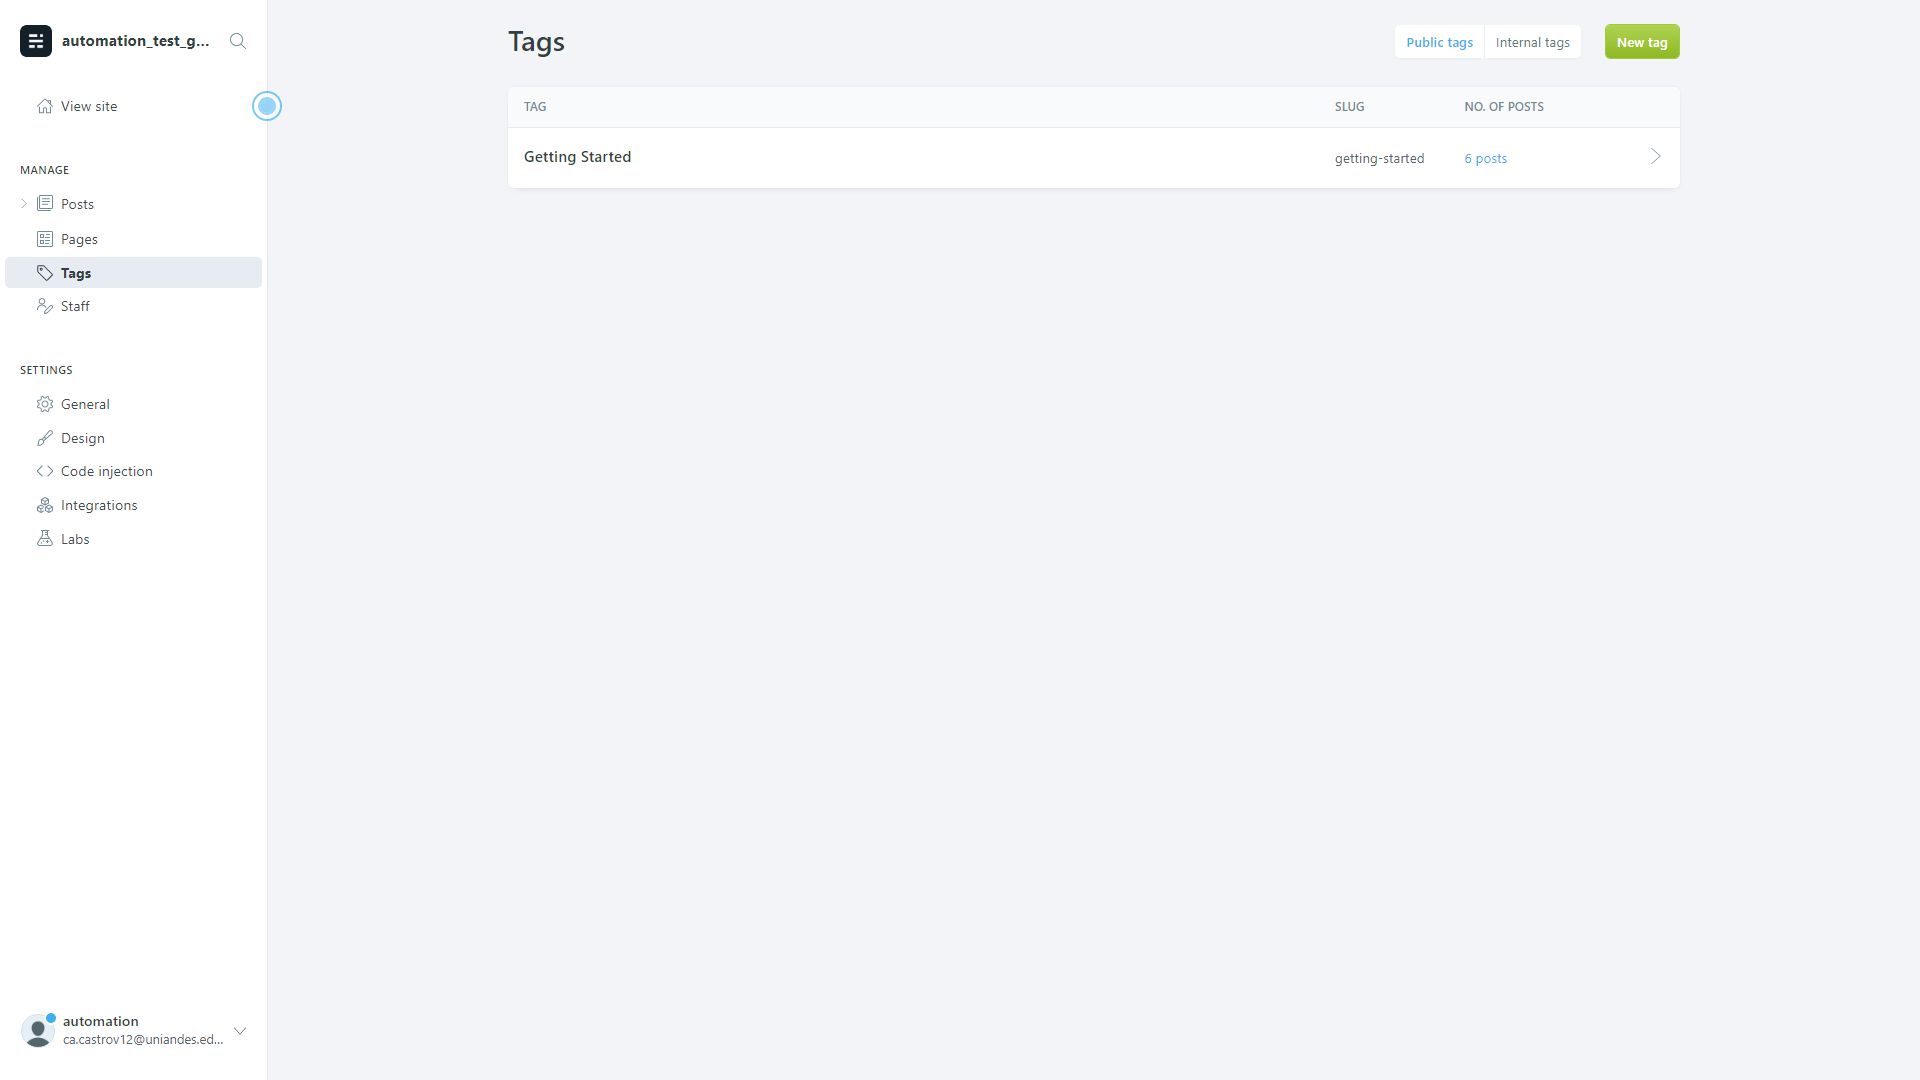 automation_test_g...
View site
MANAGE
Posts
Pages
Tags
Staff
SETTINGS
General
Design
Code injection
Integrations
Labs
automation
ca.castrov12@uniandes.ed...
Tags
Public tags
Internal tags
New tag
TAG SLUG NO. OF POSTS
Getting Started getting-started 6 posts